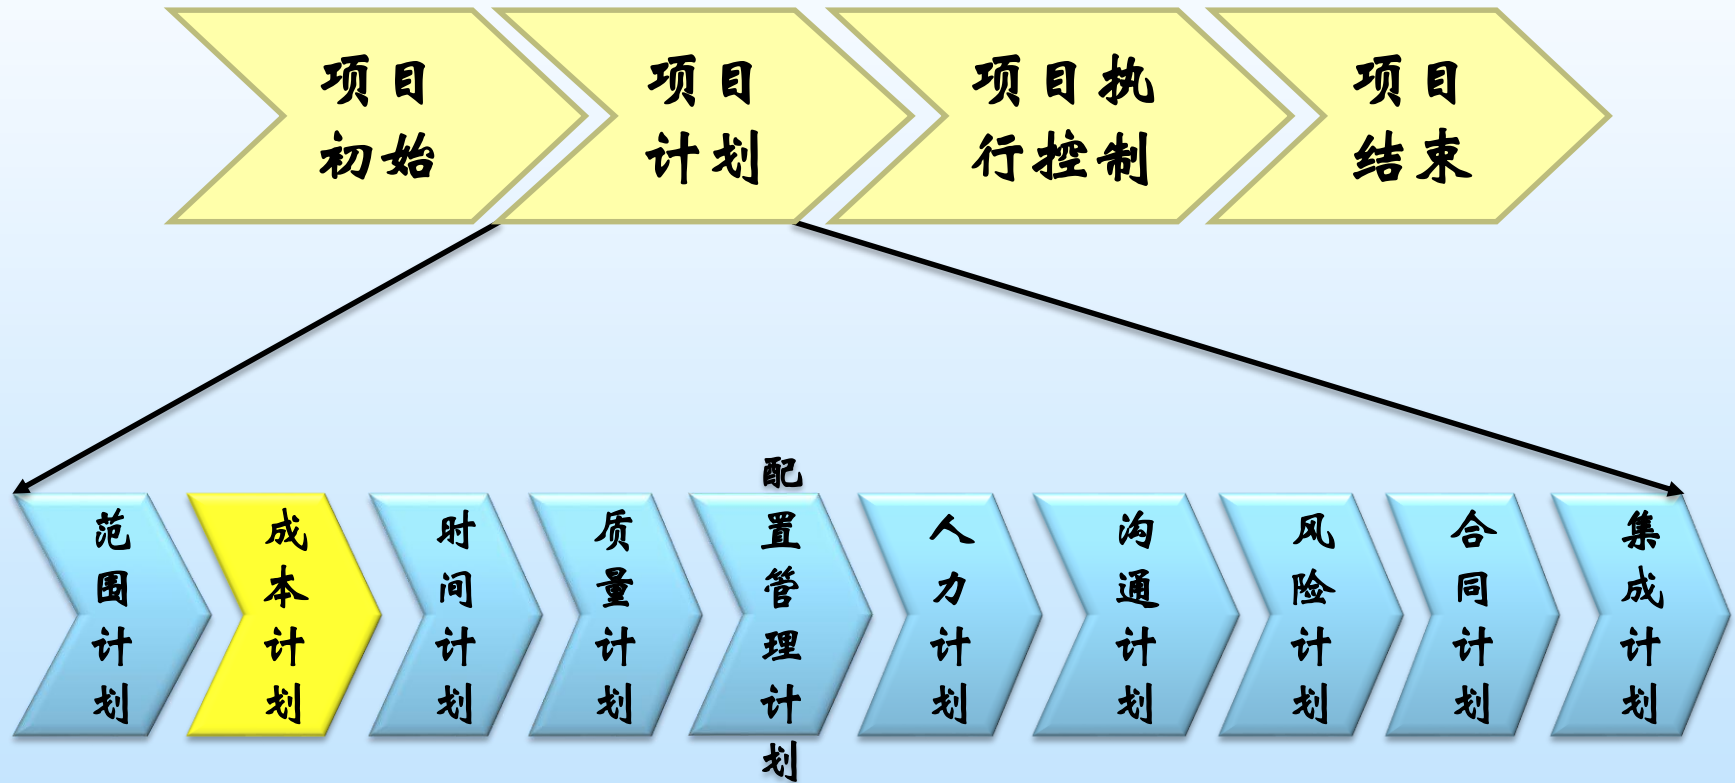 项目
初始
项目
计划
项目执
行控制
项目
结束
范围计划
成本计划
时间计划
质量计划
配置管理计划
人力计划
沟通计划
风险计划
合同计划
集成计划